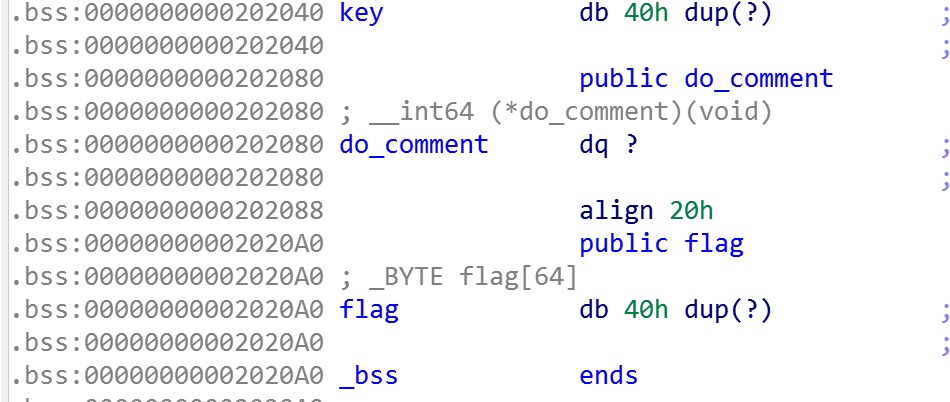 .bss:0000000000202040 key db 40h dup(?) ;
.bss:0000000000202040 ;
.bss:0000000000202080 public do_comment
.bss:0000000000202080 ; __int64 (*do_comment)(void)
.bss:0000000000202080 do_comment dq ? ;
.bss:0000000000202080 ;
.bss:0000000000202088 align 20h
.bss:00000000002020A0 public flag
.bss:00000000002020A0 ; _BYTE flag[64]
.bss:00000000002020A0 flag db 40h dup(?) ;
.bss:00000000002020A0 ;
.bss:00000000002020A0 _bss ends